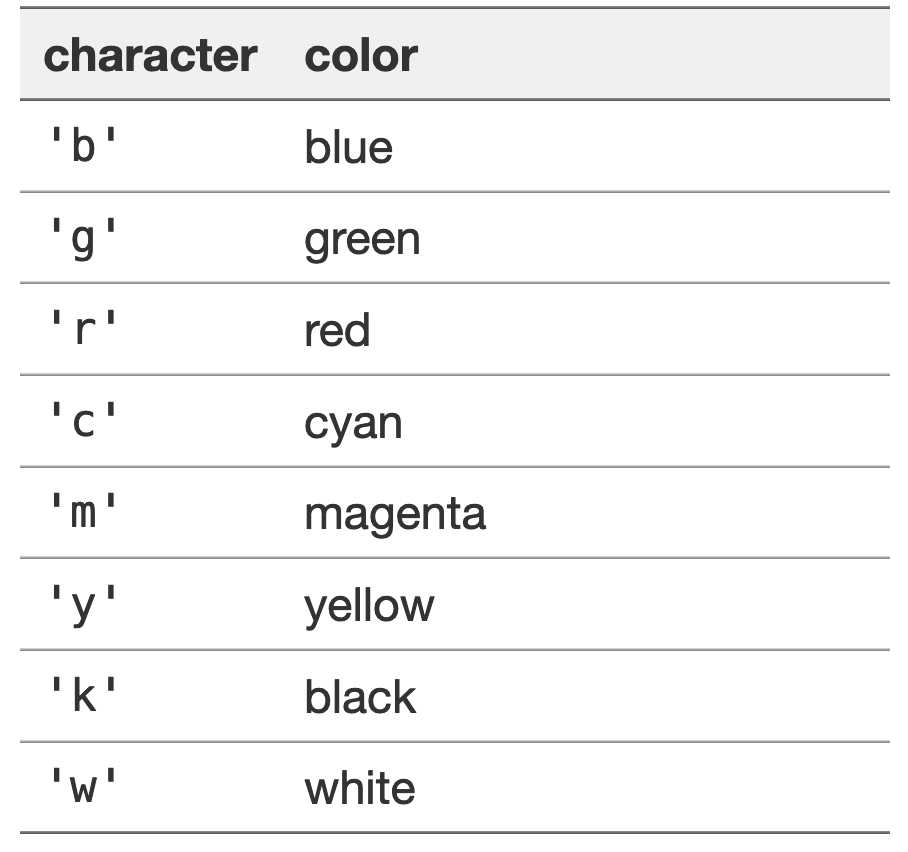 character color
'b' blue
'g' green
'r' red
'c' cyan
'm' magenta
'y' yellow
'k' black
'w' white